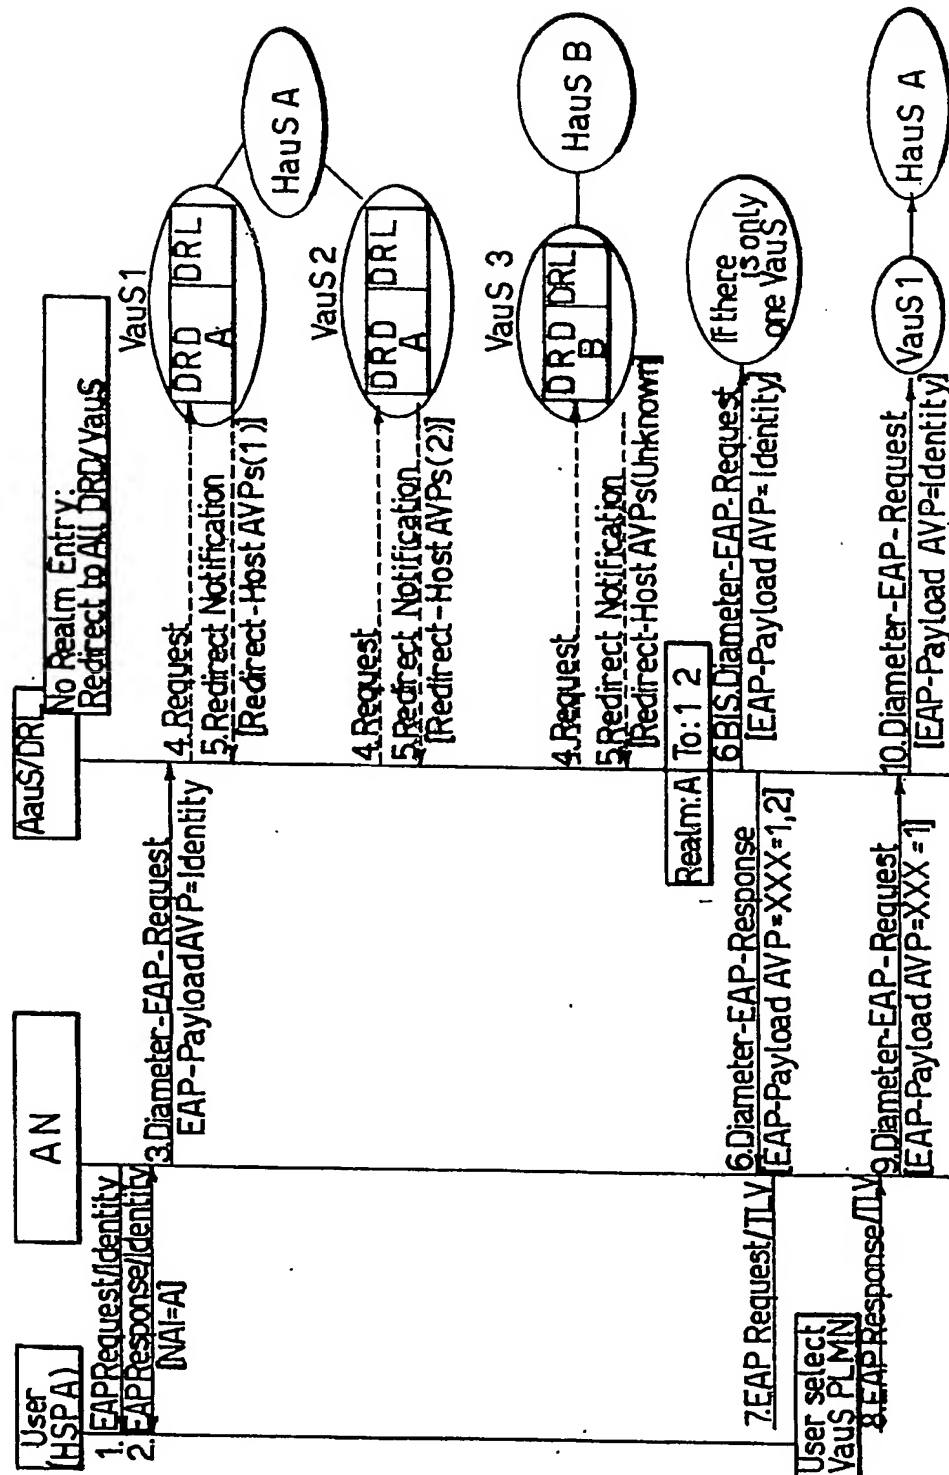 User
(HSPA)
AN
AauS/DRL
No Realm Entry:
Redirect to All DRD/VauS
1. EAPRequest/Identity
2. EAPResponse/Identity
[NAI=A]
3.Diameter-EAP-Request
EAP-PayloadAVP=Identity
4.Request
5.Redirect Notification
[Redirect-Host AVPs(1)]
VauS1
DRD
A
DRL
HauS A
4.Request
5.Redirect Notification
[Redirect-Host AVPs(2)]
VauS2
DRD
A
DRL
4.Request
5.Redirect Notification
[Redirect-Host AVPs(Unknown]
VauS 3
DRD
B
DRL
HauS B
Realm:A To:1 2
6.Diameter-EAP-Response
[EAP-Payload AVP=XXX=1,2]
6BIS.Diameter-EAP-Request
[EAP-Payload AVP=Identity]
[If there
is only
one VauS
7.EAP Request/TLV
User select
VauS PLMN
8.EAP Response/TLV
9.Diameter-EAP-Request
[EAP-Payload AVP=XXX=1]
10.Diameter-EAP-Request
[EAP-Payload AVP=Identity]
VauS1
HauS A